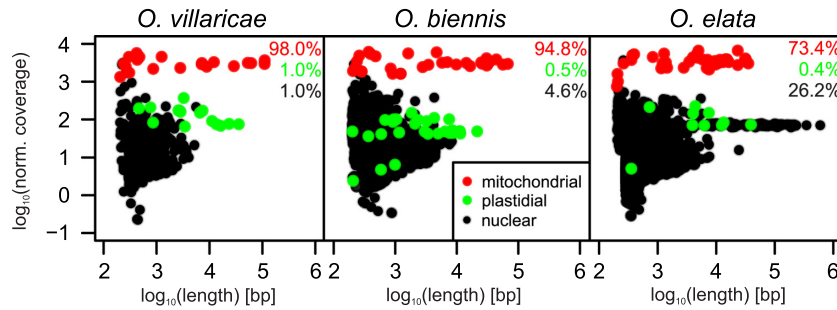 O. villaricae O. biennis O. elata
log₁₀(norm. coverage)
4
3
2
1
0
−1
98.0%
1.0%
1.0%
94.8%
0.5%
4.6%
73.4%
0.4%
26.2%
mitochondrial
plastidial
nuclear
2 3 4 5 6 2 3 4 5 6 2 3 4 5 6
log₁₀(length) [bp] log₁₀(length) [bp] log₁₀(length) [bp]